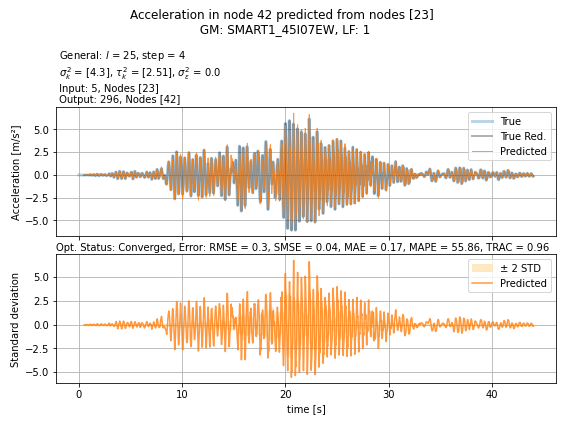 Acceleration in node 42 predicted from nodes [23]
GM: SMART1_45I07EW, LF: 1
General: l = 25, step = 4
σ²ₖ = [4.3], τ²ₖ = [2.51], σ²ε = 0.0
Input: 5, Nodes [23]
Output: 296, Nodes [42]
Acceleration [m/s²]
5.0
2.5
0.0
−2.5
−5.0
True
True Red.
Predicted
Opt. Status: Converged, Error: RMSE = 0.3, SMSE = 0.04, MAE = 0.17, MAPE = 55.86, TRAC = 0.96
Standard deviation
5.0
2.5
0.0
−2.5
−5.0
± 2 STD
Predicted
0
10
20
30
40
time [s]